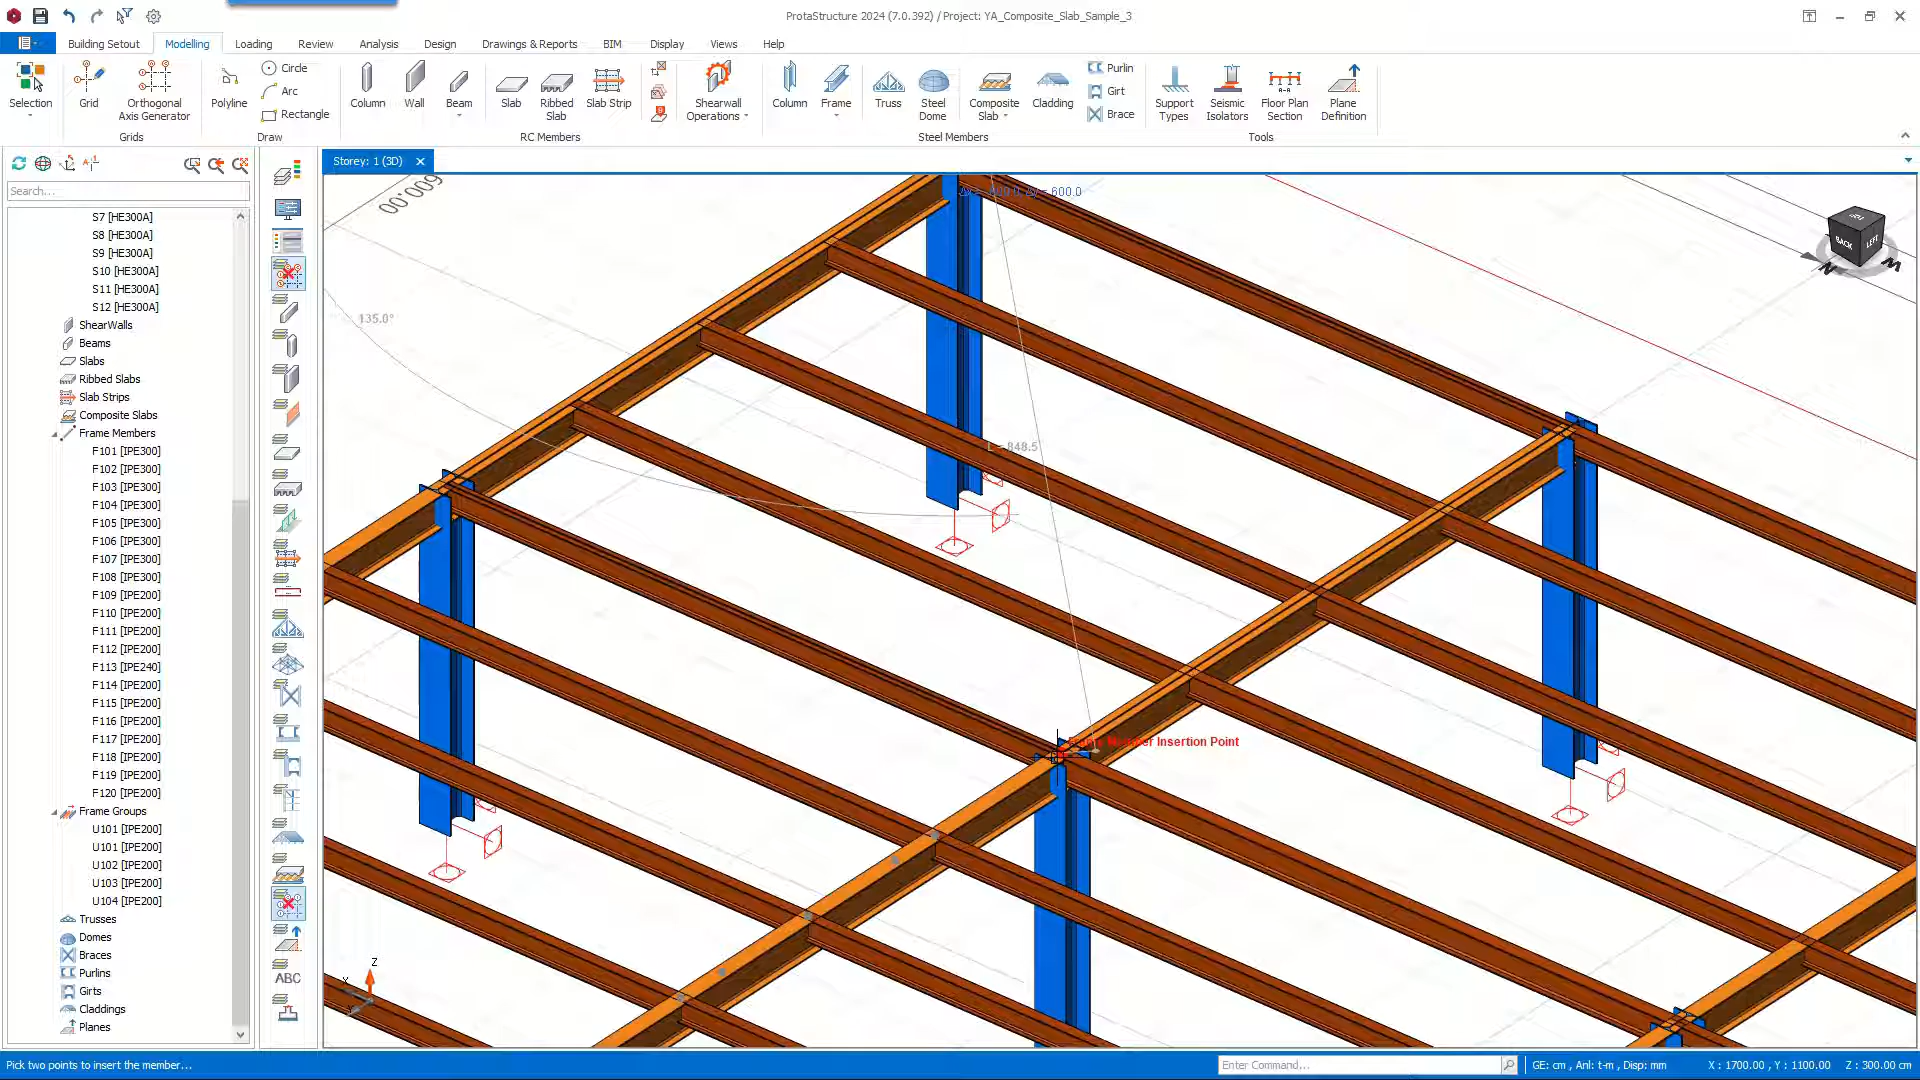 ProtaStructure 2024 (7.0.392) / Project: YA_Composite_Slab_Sample_3
Building Setout Modelling Loading Review Analysis Design Drawings & Reports BIM Display Views Help
Selection
Grid
Orthogonal Axis Generator
Grids
Polyline
Circle
Arc
Rectangle
Draw
Column
Wall
Beam
Slab
Ribbed Slab
Slab Strip
Shearwall Operations
RC Members
Column
Frame
Truss
Steel Dome
Composite Slab
Cladding
Purlin
Girt
Brace
Steel Members
Support Types
Seismic Isolators
Floor Plan Section
Plane Definition
Tools
Search...
S7 [HE300A]
S8 [HE300A]
S9 [HE300A]
S10 [HE300A]
S11 [HE300A]
S12 [HE300A]
ShearWalls
Beams
Slabs
Ribbed Slabs
Slab Strips
Composite Slabs
Frame Members
F101 [IPE300]
F102 [IPE300]
F103 [IPE300]
F104 [IPE300]
F105 [IPE300]
F106 [IPE300]
F107 [IPE300]
F108 [IPE300]
F109 [IPE200]
F110 [IPE200]
F111 [IPE200]
F112 [IPE200]
F113 [IPE240]
F114 [IPE200]
F115 [IPE200]
F116 [IPE200]
F117 [IPE200]
F118 [IPE200]
F119 [IPE200]
F120 [IPE200]
Frame Groups
U101 [IPE200]
U101 [IPE200]
U102 [IPE200]
U103 [IPE200]
U104 [IPE200]
Trusses
Domes
Braces
Purlins
Girts
Claddings
Planes
ABC
Storey: 1 (3D)
600.00
600.0
135.0°
L = 848.5
Member Insertion Point
BACK
LEFT
N
Z
X
Pick two points to insert the member...
Enter Command...
GE: cm , Anl: t-m , Disp: mm
X : 1700.00 , Y : 1100.00
Z : 300.00 cm